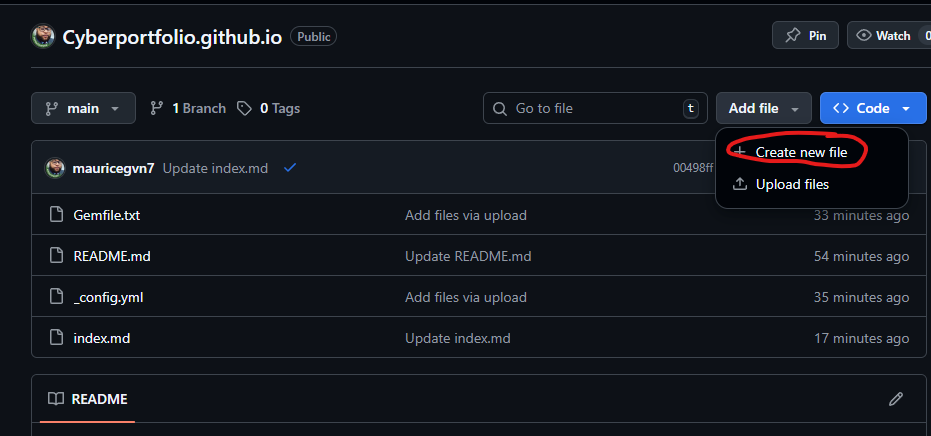 Cyberportfolio.github.io Public Pin Watch 0
main 1 Branch 0 Tags Go to file t Add file Code
Create new file
mauricegvn7 Update index.md 00498ff
Upload files
Gemfile.txt Add files via upload 33 minutes ago
README.md Update README.md 54 minutes ago
_config.yml Add files via upload 35 minutes ago
index.md Update index.md 17 minutes ago
README